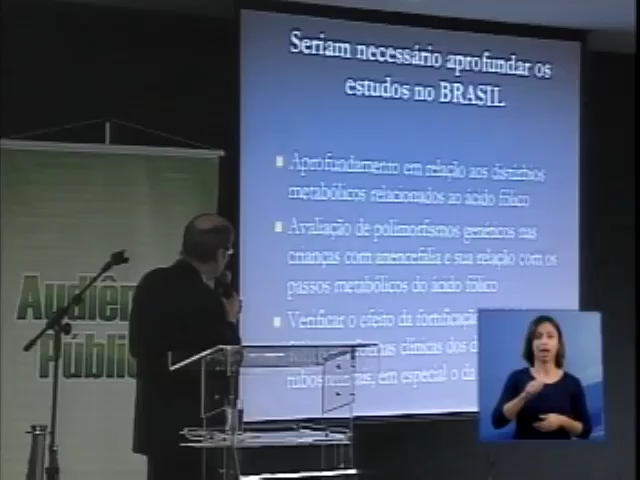 Seriam necessário aprofundar os
estudos no BRASIL
Aprofundamento em relação aos distúrbios
metabólicos relacionados ao ácido fólico
Avaliação de polimorfismos genéticos nas
crianças com anencefalia e sua relação com os
passos metabólicos do ácido fólico
Verificar o efeito da fortificação
clínicas dos
em especial o da
Audiên
Públic